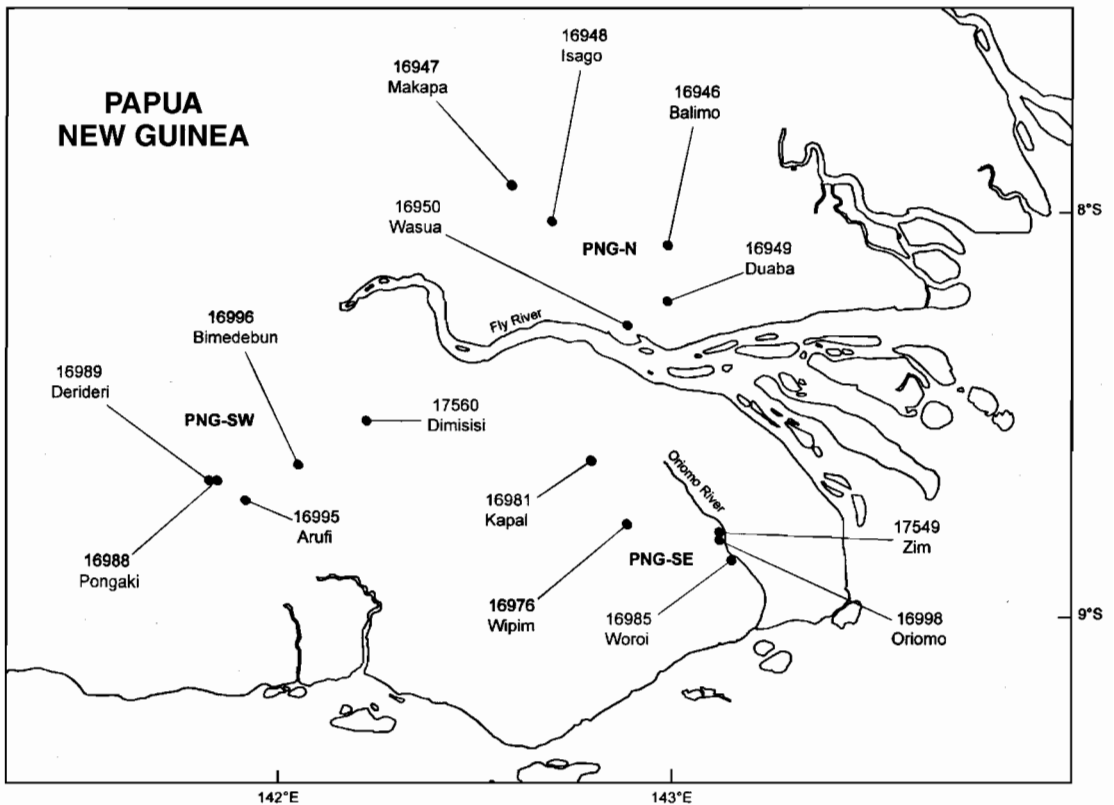 16948
Isago
16947
Makapa
PAPUA
NEW GUINEA
16946
Balimo
16950
Wasua
8°S
PNG-N
16949
Duaba
Fly River
16996
Bimedebun
16989
Derideri
PNG-SW
17560
Dimisisi
Oriomo River
16981
Kapal
16995
Arufi
17549
Zim
16988
Pongaki
PNG-SE
16976
Wipim
16985
Woroi
16998
Oriomo
9°S
142°E
143°E